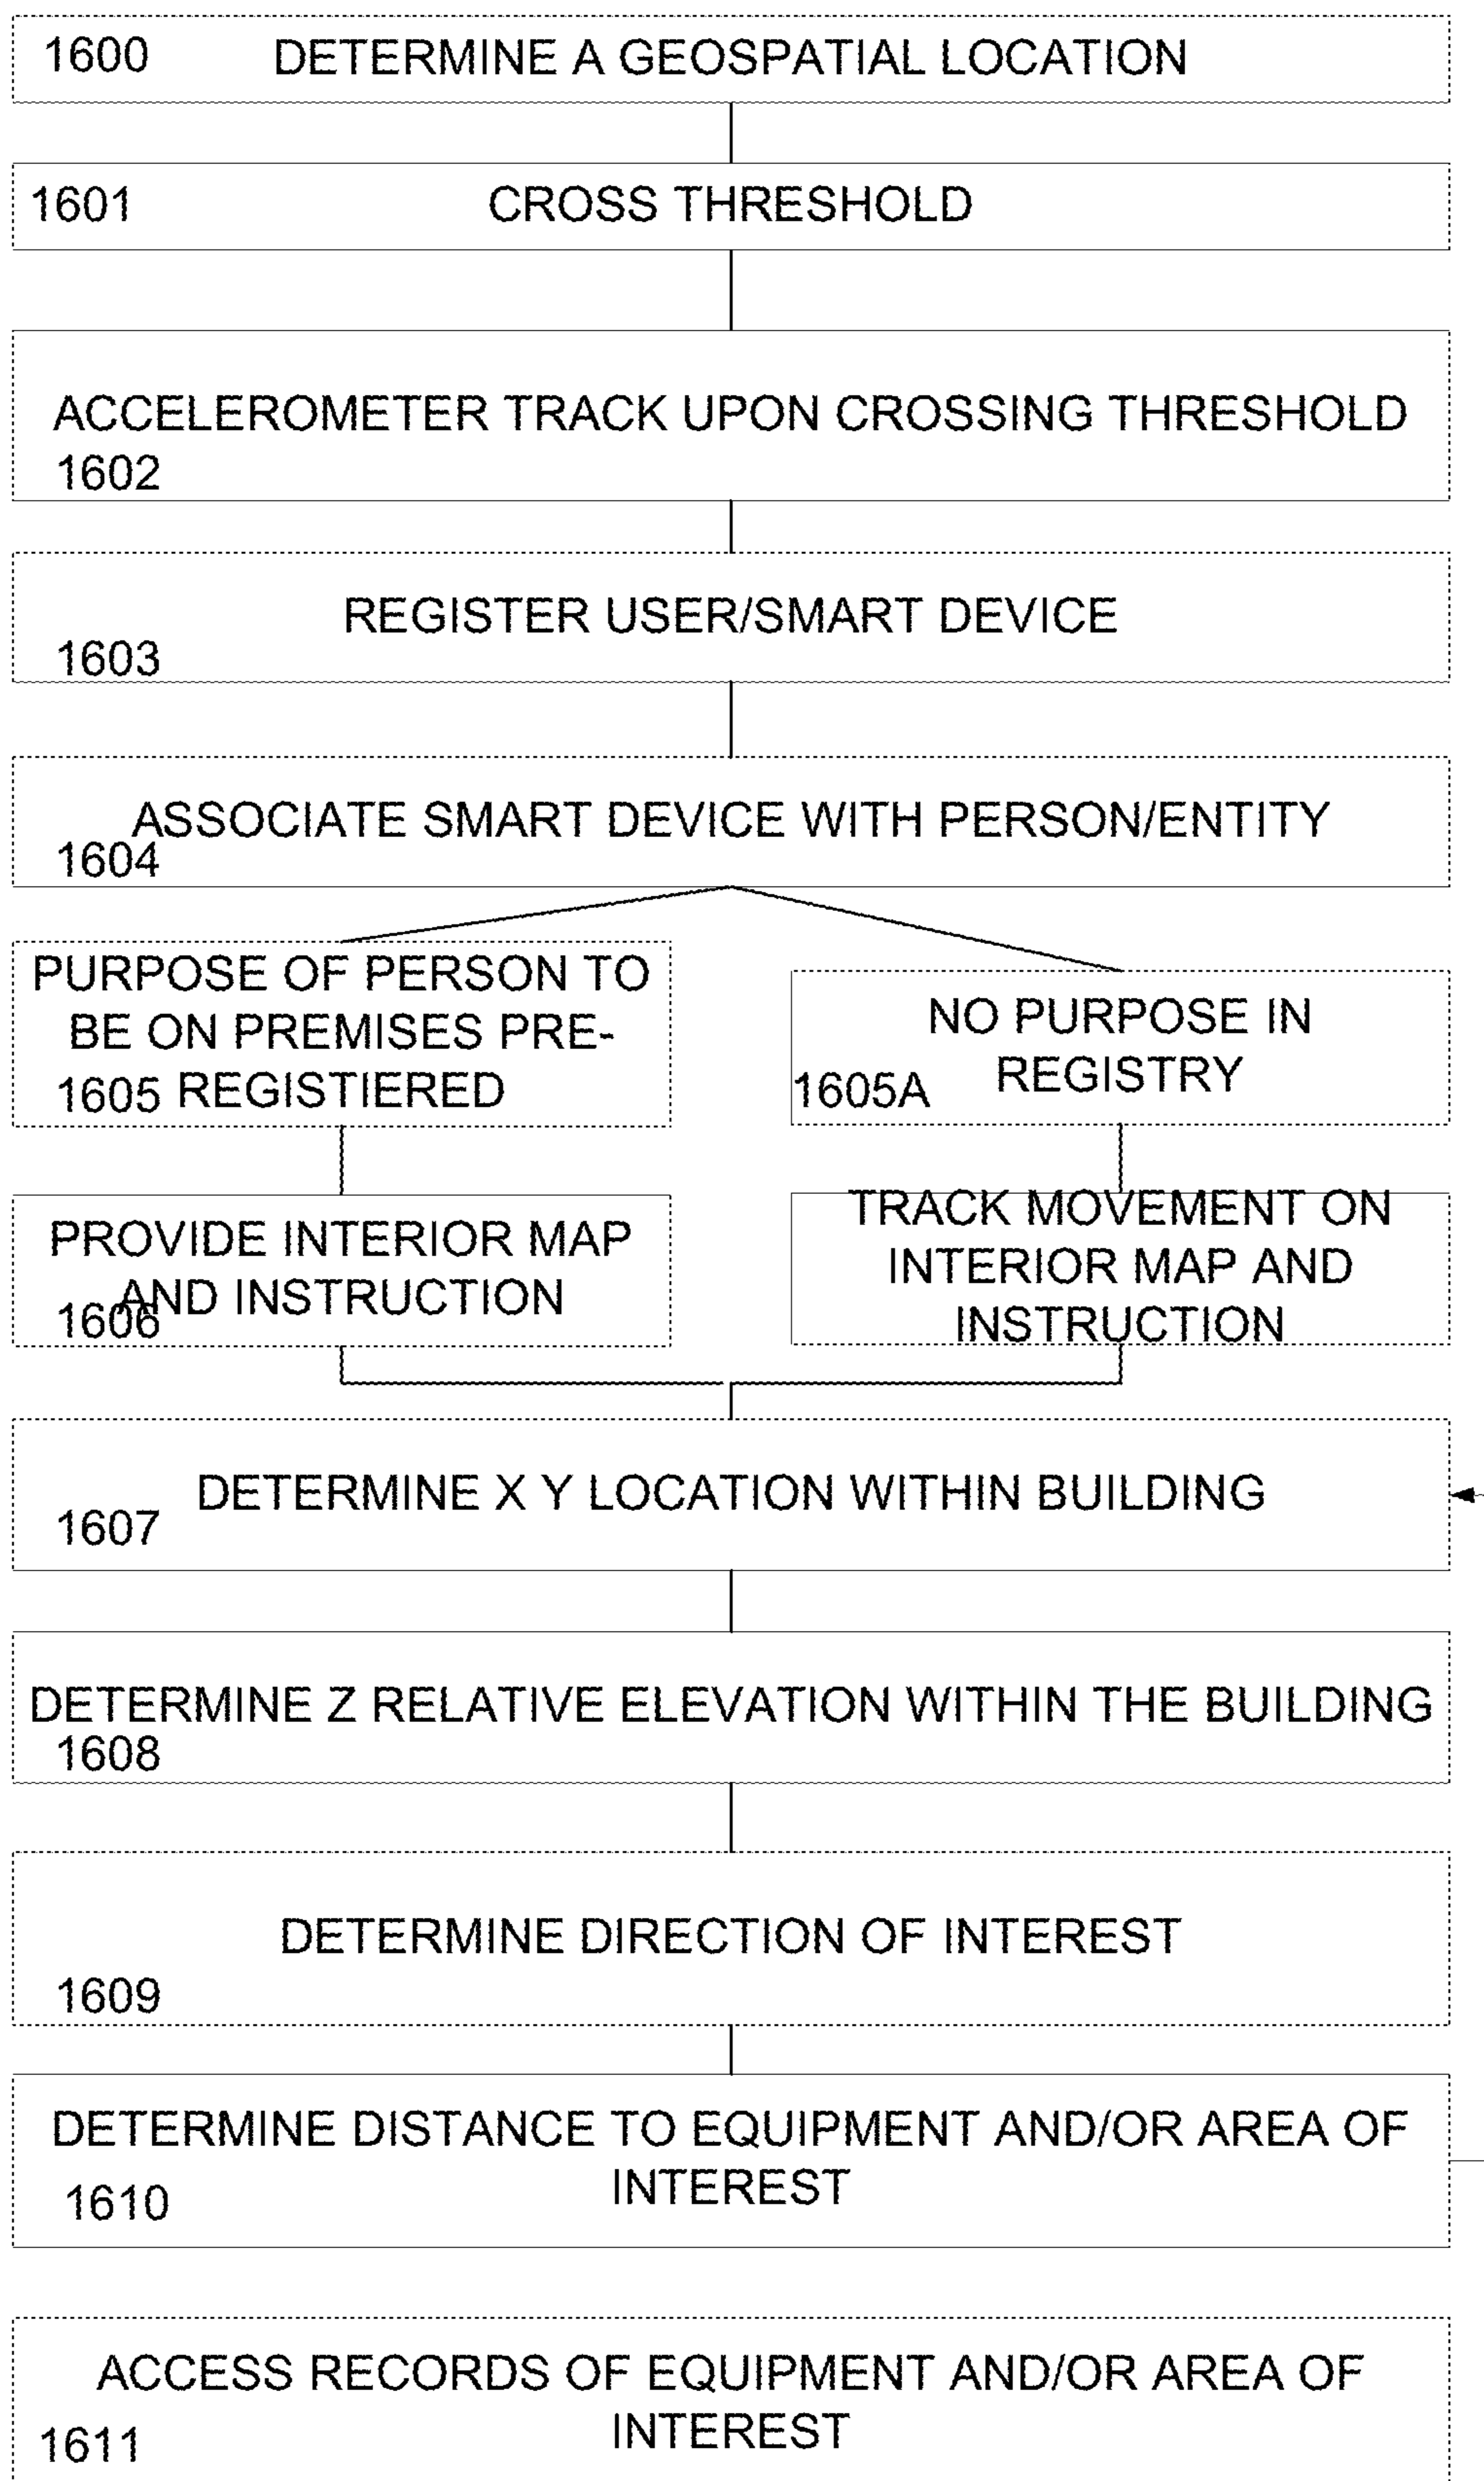 1600 DETERMINE A GEOSPATIAL LOCATION
1601 CROSS THRESHOLD
ACCELEROMETER TRACK UPON CROSSING THRESHOLD
1602
REGISTER USER/SMART DEVICE
1603
ASSOCIATE SMART DEVICE WITH PERSON/ENTITY
1604
PURPOSE OF PERSON TO
BE ON PREMISES PRE-
1605 REGISTIERED
NO PURPOSE IN
1605A REGISTRY
PROVIDE INTERIOR MAP
AND INSTRUCTION
1606
TRACK MOVEMENT ON
INTERIOR MAP AND
INSTRUCTION
DETERMINE X Y LOCATION WITHIN BUILDING
1607
DETERMINE Z RELATIVE ELEVATION WITHIN THE BUILDING
1608
DETERMINE DIRECTION OF INTEREST
1609
DETERMINE DISTANCE TO EQUIPMENT AND/OR AREA OF
INTEREST
1610
ACCESS RECORDS OF EQUIPMENT AND/OR AREA OF
INTEREST
1611